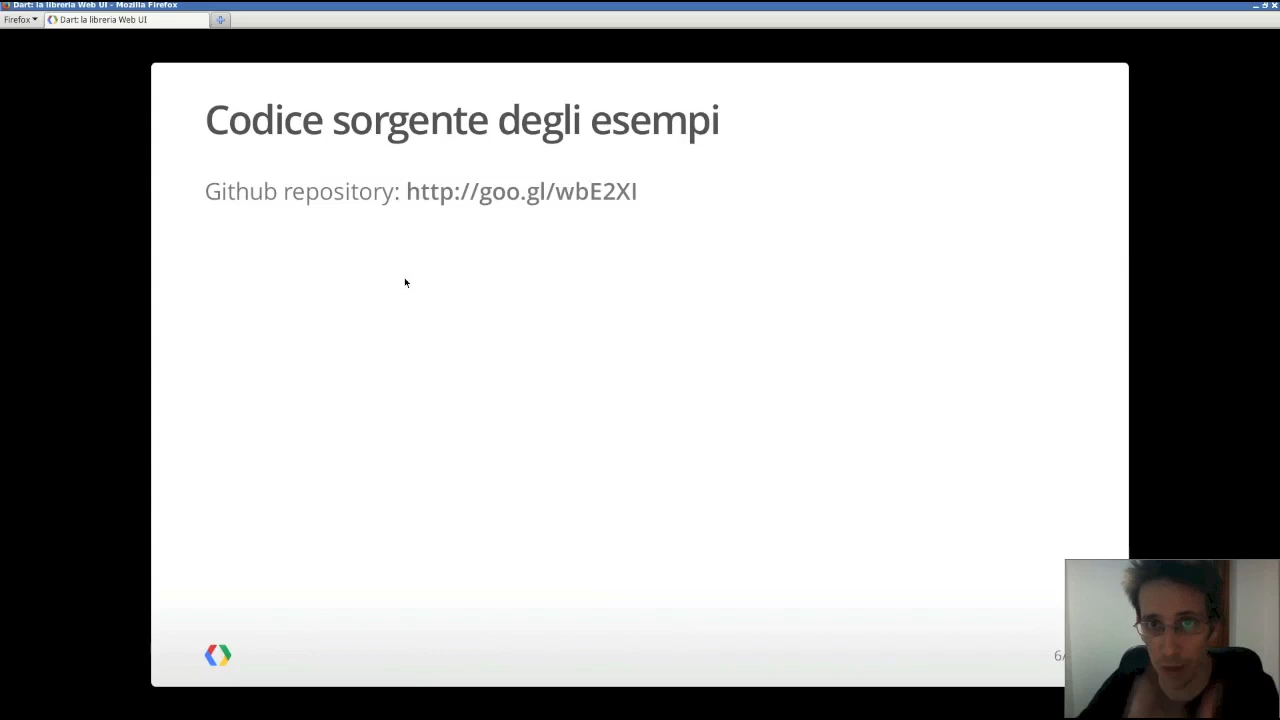 Dart: la libreria Web UI - Mozilla Firefox
Firefox
Dart: la libreria Web UI
Codice sorgente degli esempi
Github repository: http://goo.gl/wbE2XI
6/